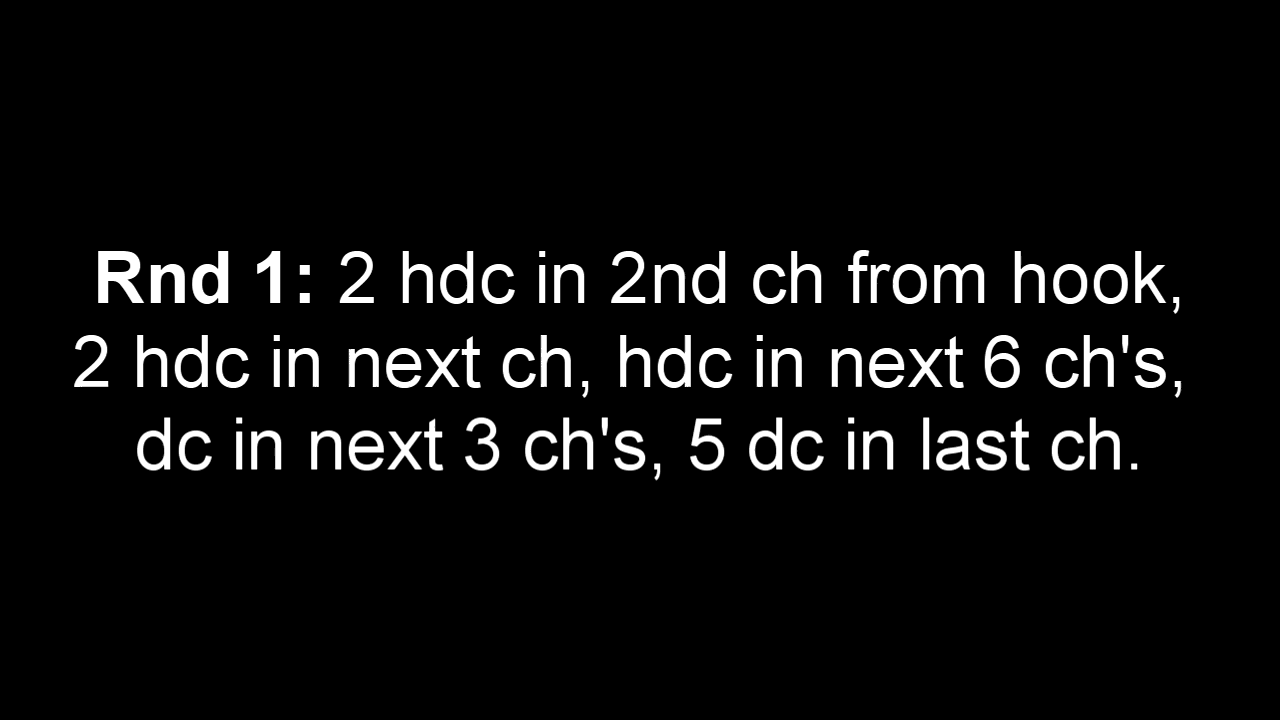 Rnd 1: 2 hdc in 2nd ch from hook,
2 hdc in next ch, hdc in next 6 ch's,
dc in next 3 ch's, 5 dc in last ch.